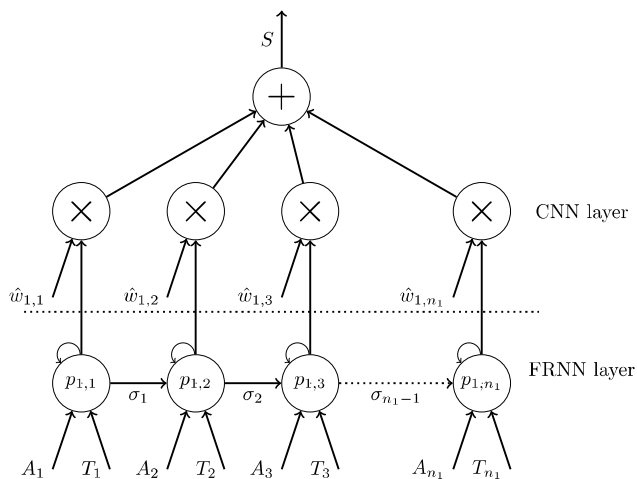 S
+
× × × ×
CNN layer
ŵ₁,₁ ŵ₁,₂ ŵ₁,₃ ŵ₁,ₙ₁
FRNN layer
p₁,₁ p₁,₂ p₁,₃ p₁,ₙ₁
σ₁ σ₂ σₙ₁₋₁
A₁ T₁ A₂ T₂ A₃ T₃ Aₙ₁ Tₙ₁